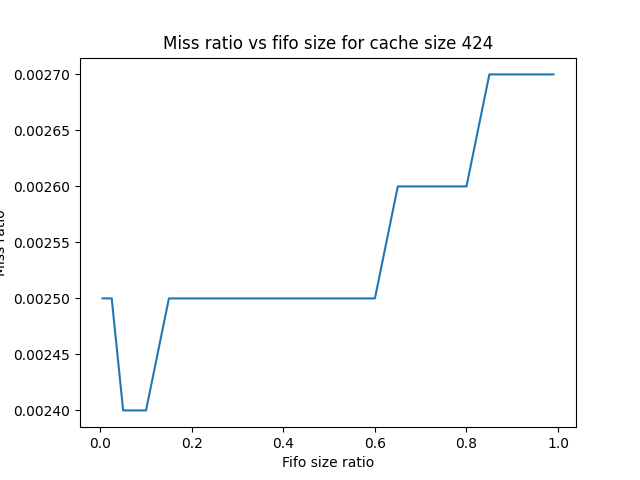 Miss ratio vs fifo size for cache size 424
0.00270
0.00265
0.00260
0.00255
0.00250
0.00245
0.00240
Miss ratio
0.0 0.2 0.4 0.6 0.8 1.0
Fifo size ratio